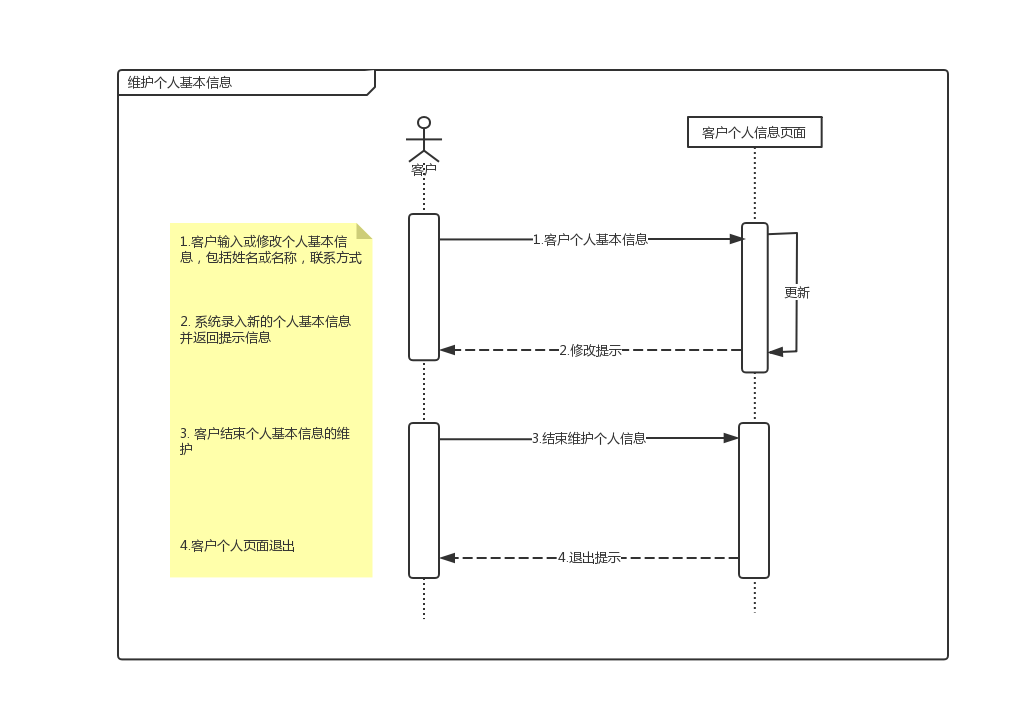 维护个人基本信息
客户
客户个人信息页面
1.客户输入或修改个人基本信
息，包括姓名或名称，联系方式
1.客户个人基本信息
更新
2. 系统录入新的个人基本信息
并返回提示信息
2.修改提示
3. 客户结束个人基本信息的维
护
3.结束维护个人信息
4.客户个人页面退出
4.退出提示